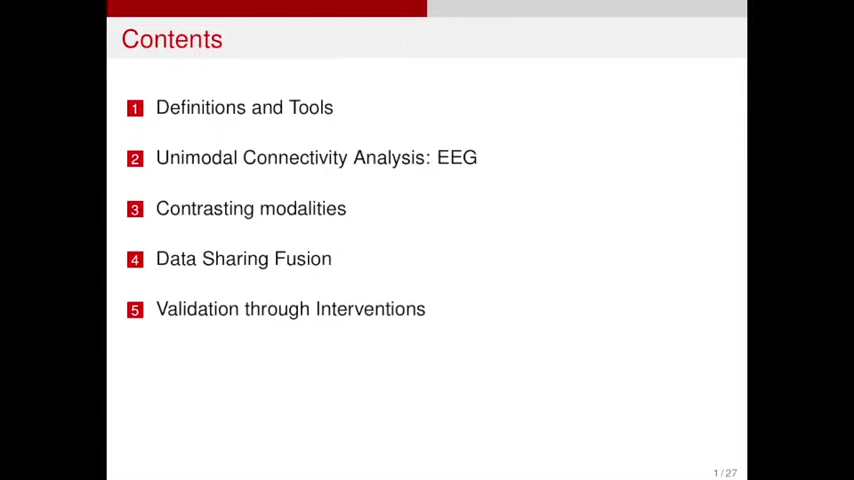 Contents
1 Definitions and Tools
2 Unimodal Connectivity Analysis: EEG
3 Contrasting modalities
4 Data Sharing Fusion
5 Validation through Interventions
1 / 27